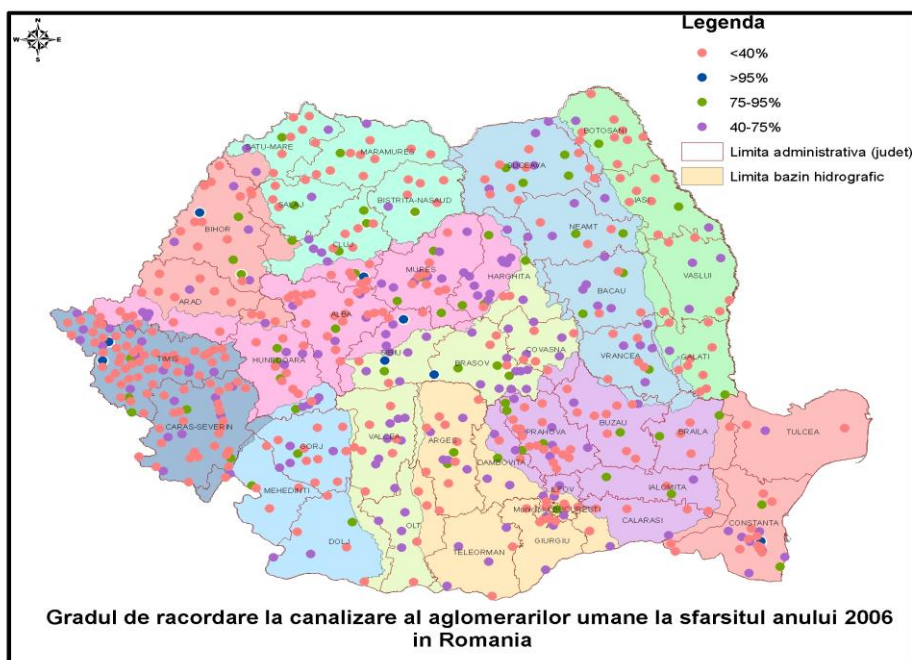 Legenda
N
W E
S
<40%
>95%
75-95%
40-75%
Limita administrativa (judet)
Limita bazin hidrografic
BOTOSANI
SATU-MARE
MARAMURES
SUCEAVA
SALAJ
BISTRITA-NASAUD
IASI
BIHOR
NEAMT
CLUJ
MURES
HARGHITA
VASLUI
BACAU
ARAD
ALBA
TIMIS
HUNEDOARA
SIBIU
BRASOV
COVASNA
VRANCEA
GALATI
CARAS-SEVERIN
GORJ
VALCEA
ARGES
PRAHOVA
BUZAU
BRAILA
TULCEA
DAMBOVITA
MEHEDINTI
IALOMITA
ILFOV
CALARASI
CONSTANTA
DOLJ
OLT
TELEORMAN
GIURGIU
Gradul de racordare la canalizare al aglomerarilor umane la sfarsitul anului 2006
in Romania